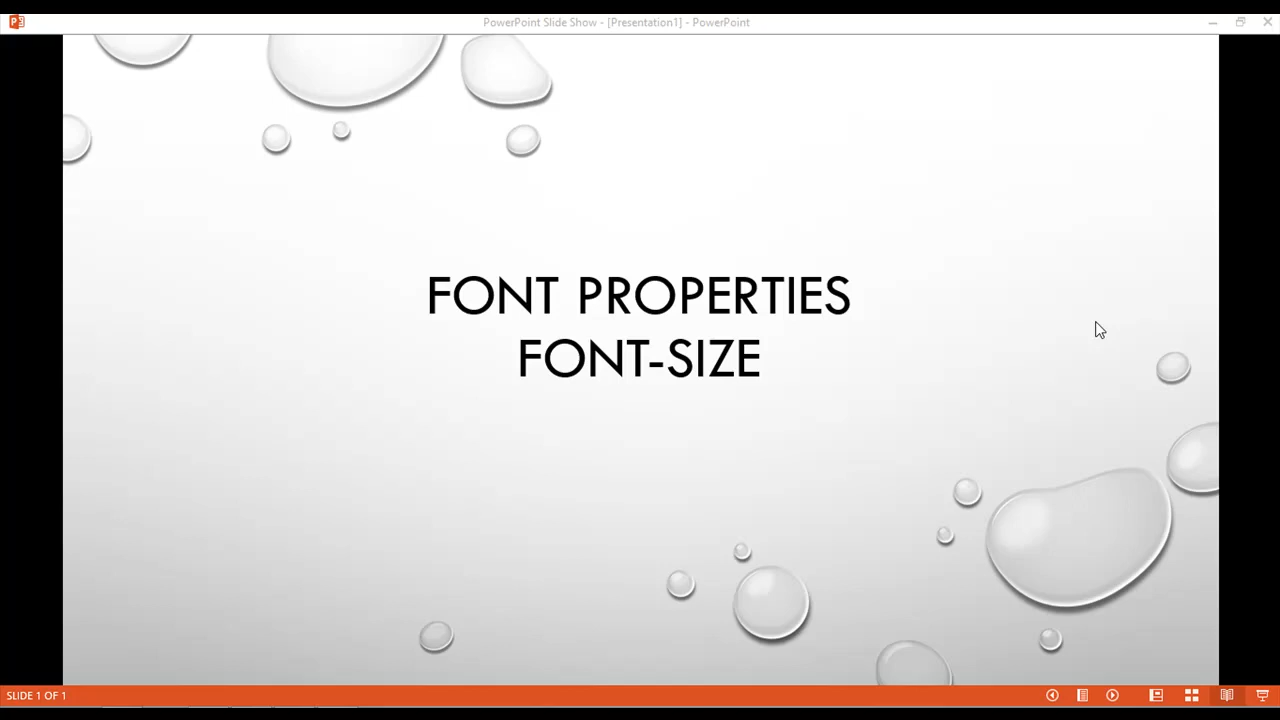 PowerPoint Slide Show - [Presentation1] - PowerPoint
FONT PROPERTIES
FONT-SIZE
SLIDE 1 OF 1